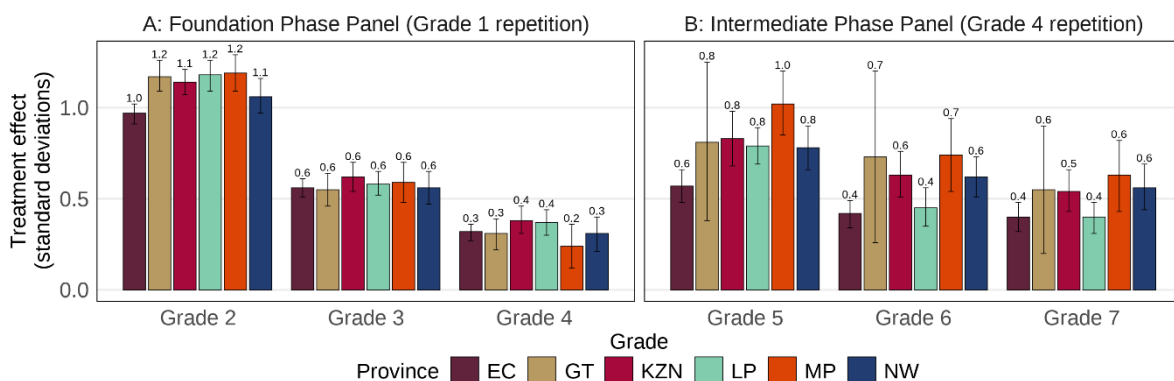 A: Foundation Phase Panel (Grade 1 repetition)
B: Intermediate Phase Panel (Grade 4 repetition)
Treatment effect
(standard deviations)
1.0
0.5
0.0
1.0 1.2 1.1 1.2 1.2 1.1
0.6 0.6 0.6 0.6 0.6 0.6
0.3 0.3 0.4 0.4 0.2 0.3
0.6 0.8 0.8 0.8 1.0 0.8
0.4 0.7 0.6 0.4 0.7 0.6
0.4 0.6 0.5 0.4 0.6 0.6
Grade 2 Grade 3 Grade 4 Grade 5 Grade 6 Grade 7
Grade
Province EC GT KZN LP MP NW